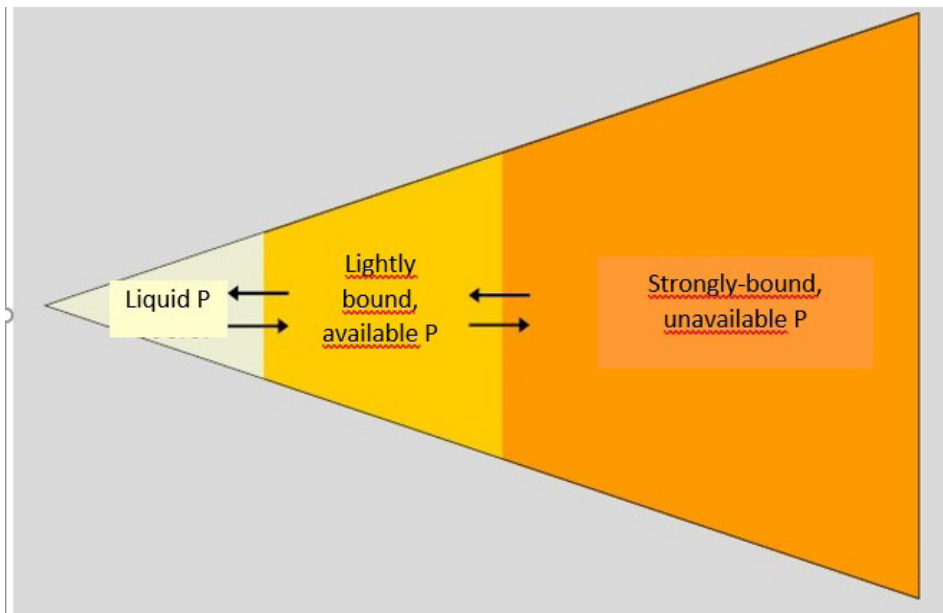 Liquid P
Lightly
bound,
available P
Strongly-bound,
unavailable P